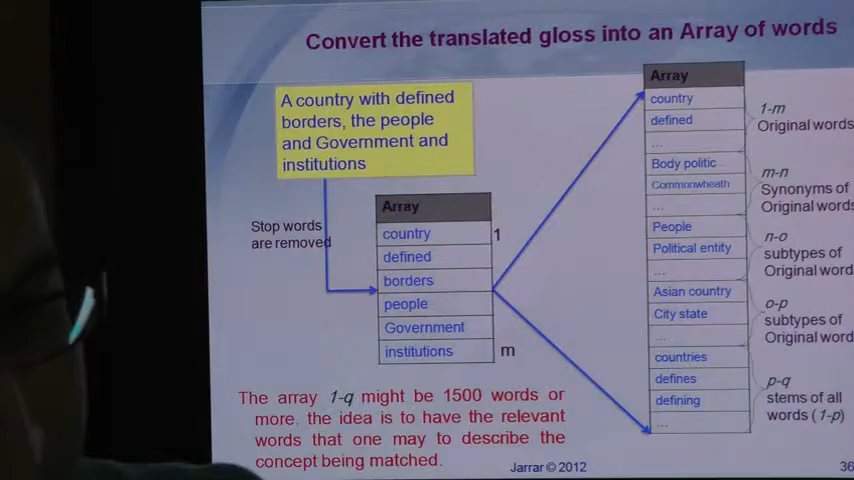 Convert the translated gloss into an Array of words
A country with defined
borders, the people
and Government and
institutions
Stop words
are removed
Array
country
defined
borders
people
Government
institutions
1
m
Array
country
defined
...
Body politic
Commonwheath
...
People
Political entity
...
Asian country
City state
...
countries
defines
defining
...
1-m
Original words
m-n
Synonyms of
Original words
n-o
subtypes of
Original word
o-p
subtypes of
Original word
p-q
stems of all
words (1-p)
The array 1-q might be 1500 words or
more. the idea is to have the relevant
words that one may to describe the
concept being matched.
Jarrar © 2012
36